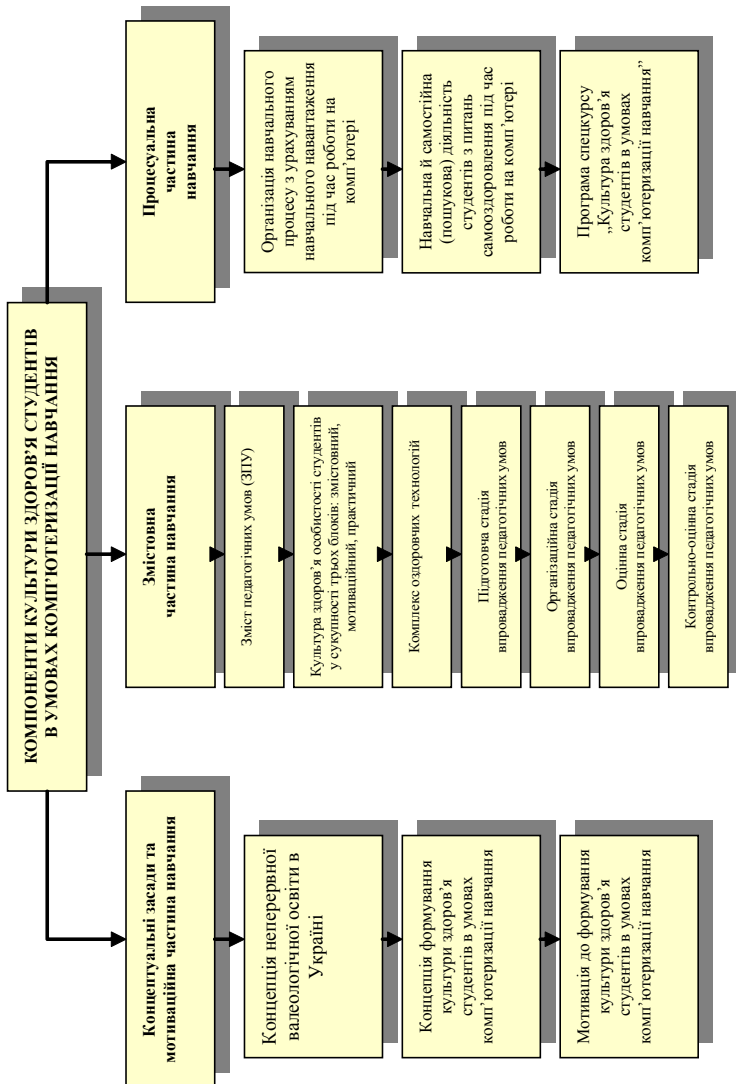 КОМПОНЕНТИ КУЛЬТУРИ ЗДОРОВ’Я СТУДЕНТІВ
В УМОВАХ КОМП’ЮТЕРИЗАЦІЇ НАВЧАННЯ
Концептуальні засади та
мотиваційна частина навчання
Концепція неперервної
валеологічної освіти в
Україні
Концепція формування
культури здоров’я
студентів в умовах
комп’ютеризації навчання
Мотивація до формування
культури здоров’я
студентів в умовах
комп’ютеризації навчання
Змістовна
частина навчання
Зміст педагогічних умов (ЗПУ)
Культура здоров’я особистості студентів
у сукупності трьох блоків: змістовний,
мотиваційний, практичний
Комплекс оздоровчих технологій
Підготовча стадія
впровадження педагогічних умов
Організаційна стадія
впровадження педагогічних умов
Оцінна стадія
впровадження педагогічних умов
Контрольно-оцінна стадія
впровадження педагогічних умов
Процесуальна
частина
навчання
Організація навчального
процесу з урахуванням
навчального навантаження
під час роботи на
комп’ютері
Навчальна й самостійна
(пошукова) діяльність
студентів з питань
самооздоровлення під час
роботи на комп’ютері
Програма спецкурсу
„Культура здоров’я
студентів в умовах
комп’ютеризації навчання”